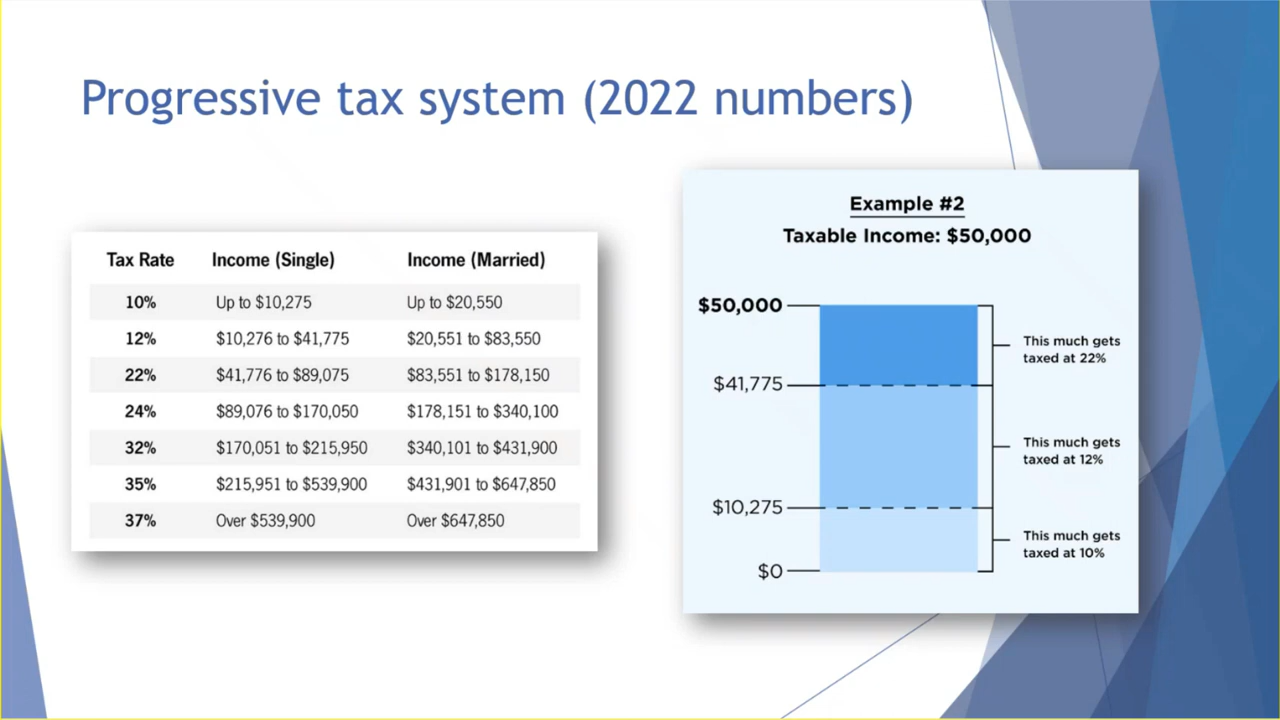 Progressive tax system (2022 numbers)
Tax Rate Income (Single) Income (Married)
10% Up to $10,275 Up to $20,550
12% $10,276 to $41,775 $20,551 to $83,550
22% $41,776 to $89,075 $83,551 to $178,150
24% $89,076 to $170,050 $178,151 to $340,100
32% $170,051 to $215,950 $340,101 to $431,900
35% $215,951 to $539,900 $431,901 to $647,850
37% Over $539,900 Over $647,850
Example #2
Taxable Income: $50,000
$50,000
This much gets
taxed at 22%
$41,775
This much gets
taxed at 12%
$10,275
This much gets
taxed at 10%
$0